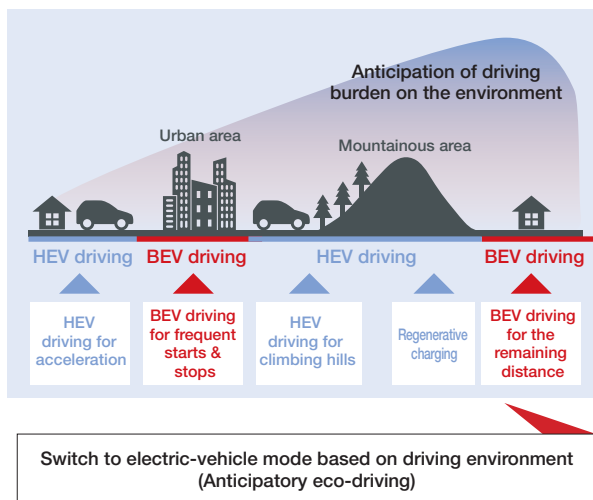 Anticipation of driving
burden on the environment
Urban area
Mountainous area
HEV driving
BEV driving
HEV driving
BEV driving
HEV
driving for
acceleration
BEV driving
for frequent
starts &
stops
HEV
driving for
climbing hills
Regenerative
charging
BEV driving
for the
remaining
distance
Switch to electric-vehicle mode based on driving environment
(Anticipatory eco-driving)